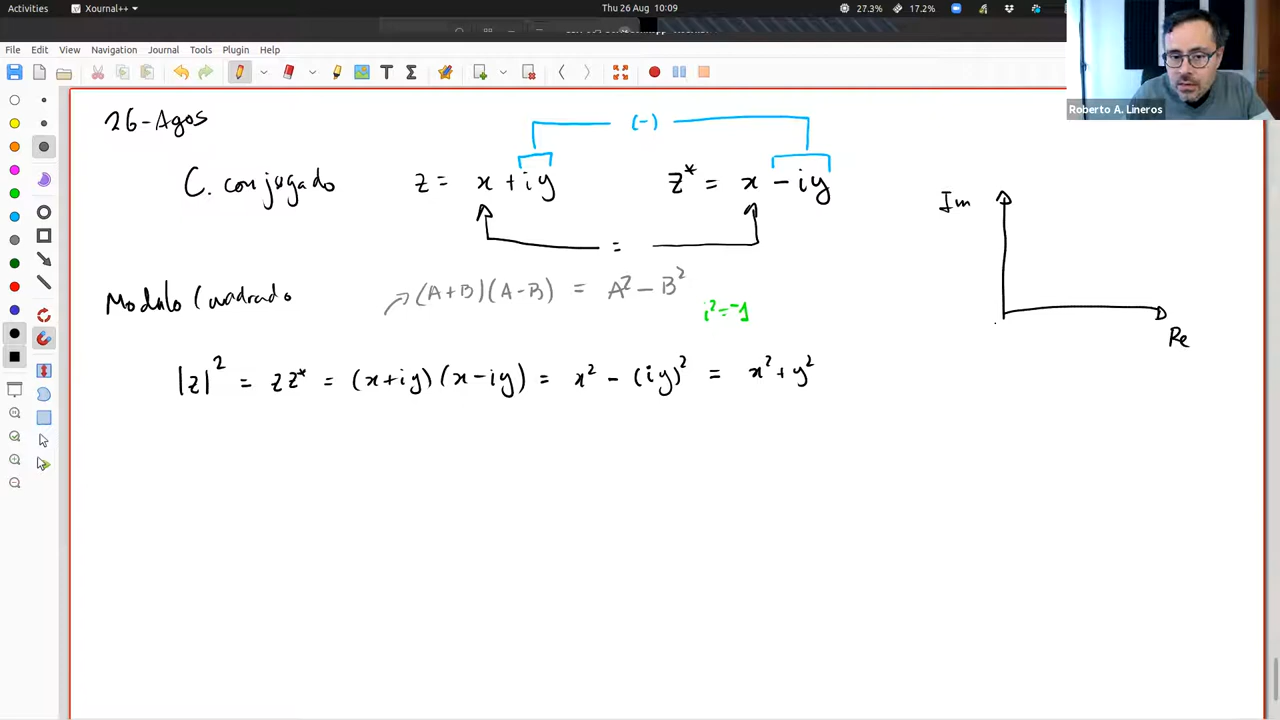 Activities Xournal++ Thu 26 Aug 10:09 27.3% 17.2%
File Edit View Navigation Journal Tools Plugin Help
Roberto A. Lineros
26-Agos
(-)
C. conjugado z = x + iy z* = x - iy
=
Im
Modulo Cuadrado (A+B)(A-B) = A² - B²
i² = -1
Re
|z|² = zz* = (x+iy)(x-iy) = x² - (iy)² = x² + y²